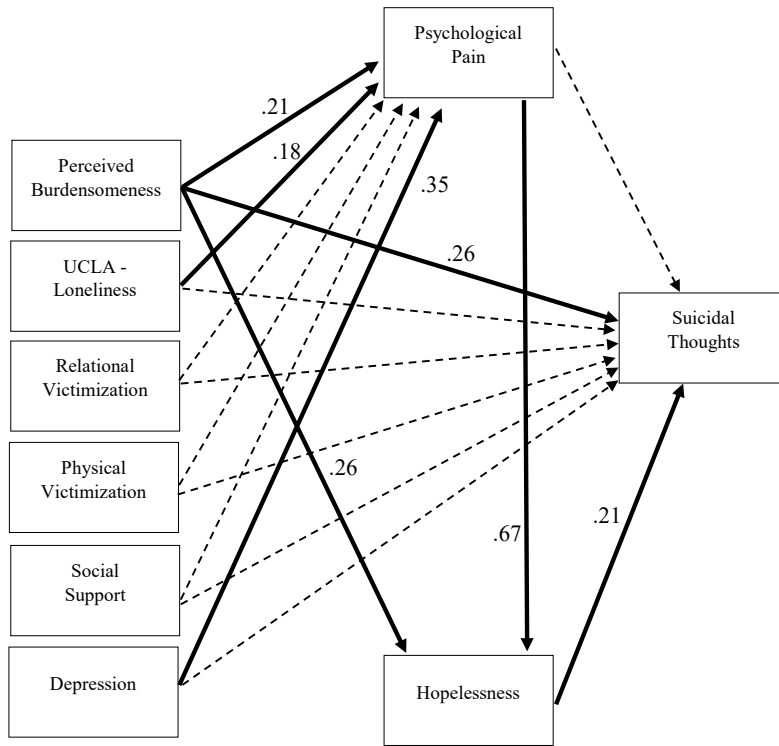 Psychological
Pain
.21
.18
Perceived
Burdensomeness
.35
UCLA -
Loneliness
.26
Suicidal
Thoughts
Relational
Victimization
Physical
Victimization
.26
.21
.67
Social
Support
Depression
Hopelessness